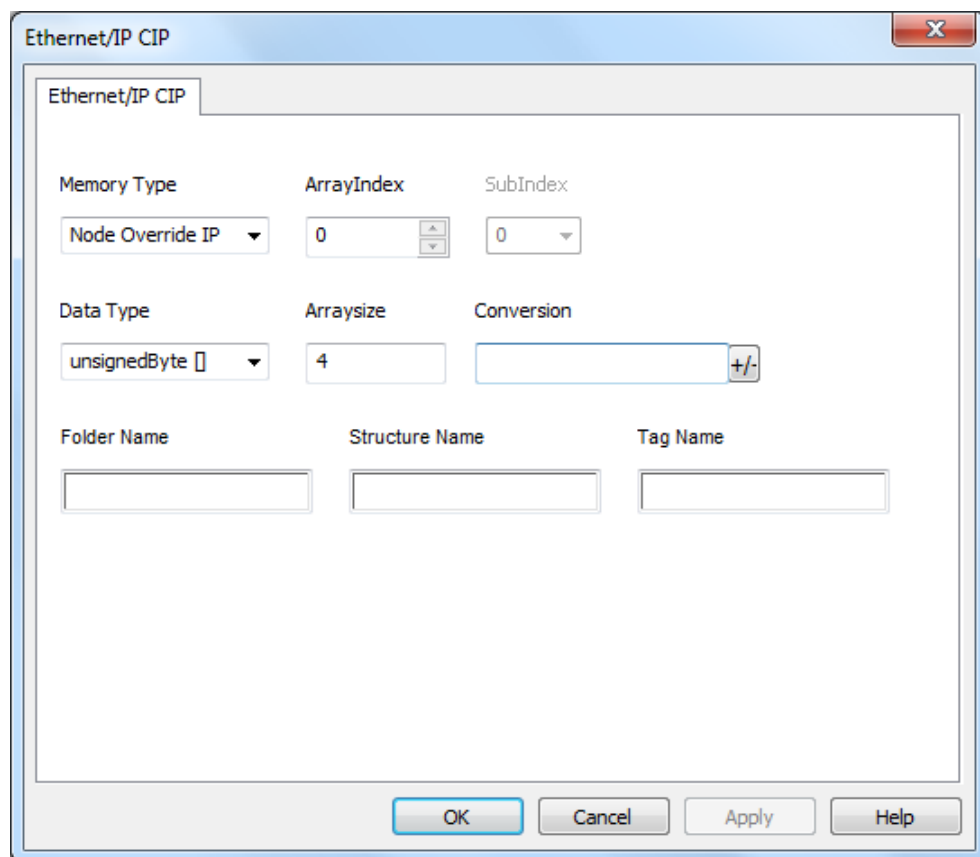 Ethernet/IP CIP
Ethernet/IP CIP
Memory Type ArrayIndex SubIndex
Node Override IP 0 0
Data Type Arraysize Conversion
unsignedByte [] 4 +/-
Folder Name Structure Name Tag Name
OK Cancel Apply Help